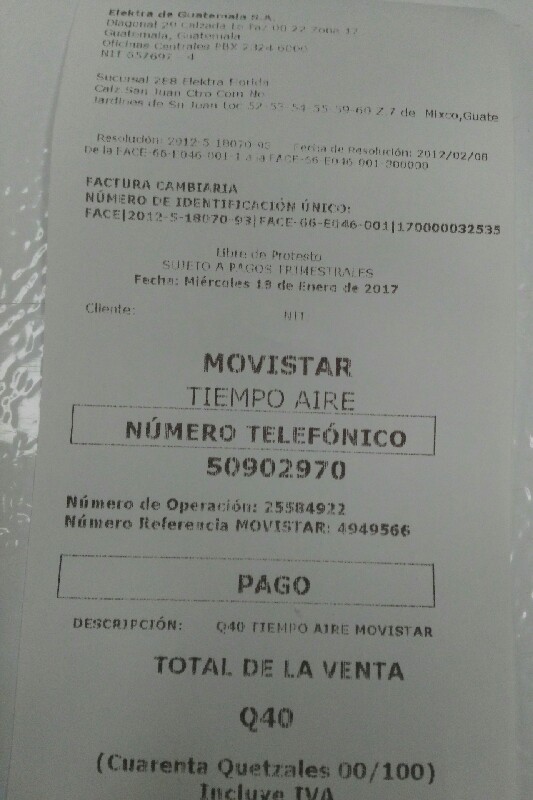 Elektra de Guatemala S.A.
Diagonal 20 Calzada La Paz 00 22 Zona 17
Guatemala, Guatemala
Oficinas Centrales PBX 2324 6000
NIT 657697 4
Sucursal 2E8 Elektra Florida
Calz San Juan Ctro Com
Jardines de Sn Juan Loc 52-53-54-55-59-60 Z.7 de Mixco,Guate
Resolución: 2012-5-18070-93 Fecha de Resolución: 2012/02/08
De la FACE-66-E046-001-1 a la FACE-66-E046-001-300000
FACTURA CAMBIARIA
NÚMERO DE IDENTIFICACIÓN ÚNICO:
FACE|2012-5-18070-93|FACE-66-E046-001|170000032535
Libre de Protesto
SUJETO A PAGOS TRIMESTRALES
Fecha: Miércoles 18 de Enero de 2017
Cliente: NIT
MOVISTAR
TIEMPO AIRE
NÚMERO TELEFÓNICO
50902970
Número de Operación: 25584922
Número Referencia MOVISTAR: 4949566
PAGO
DESCRIPCIÓN: Q40 TIEMPO AIRE MOVISTAR
TOTAL DE LA VENTA
Q40
(Cuarenta Quetzales 00/100)
Incluye IVA